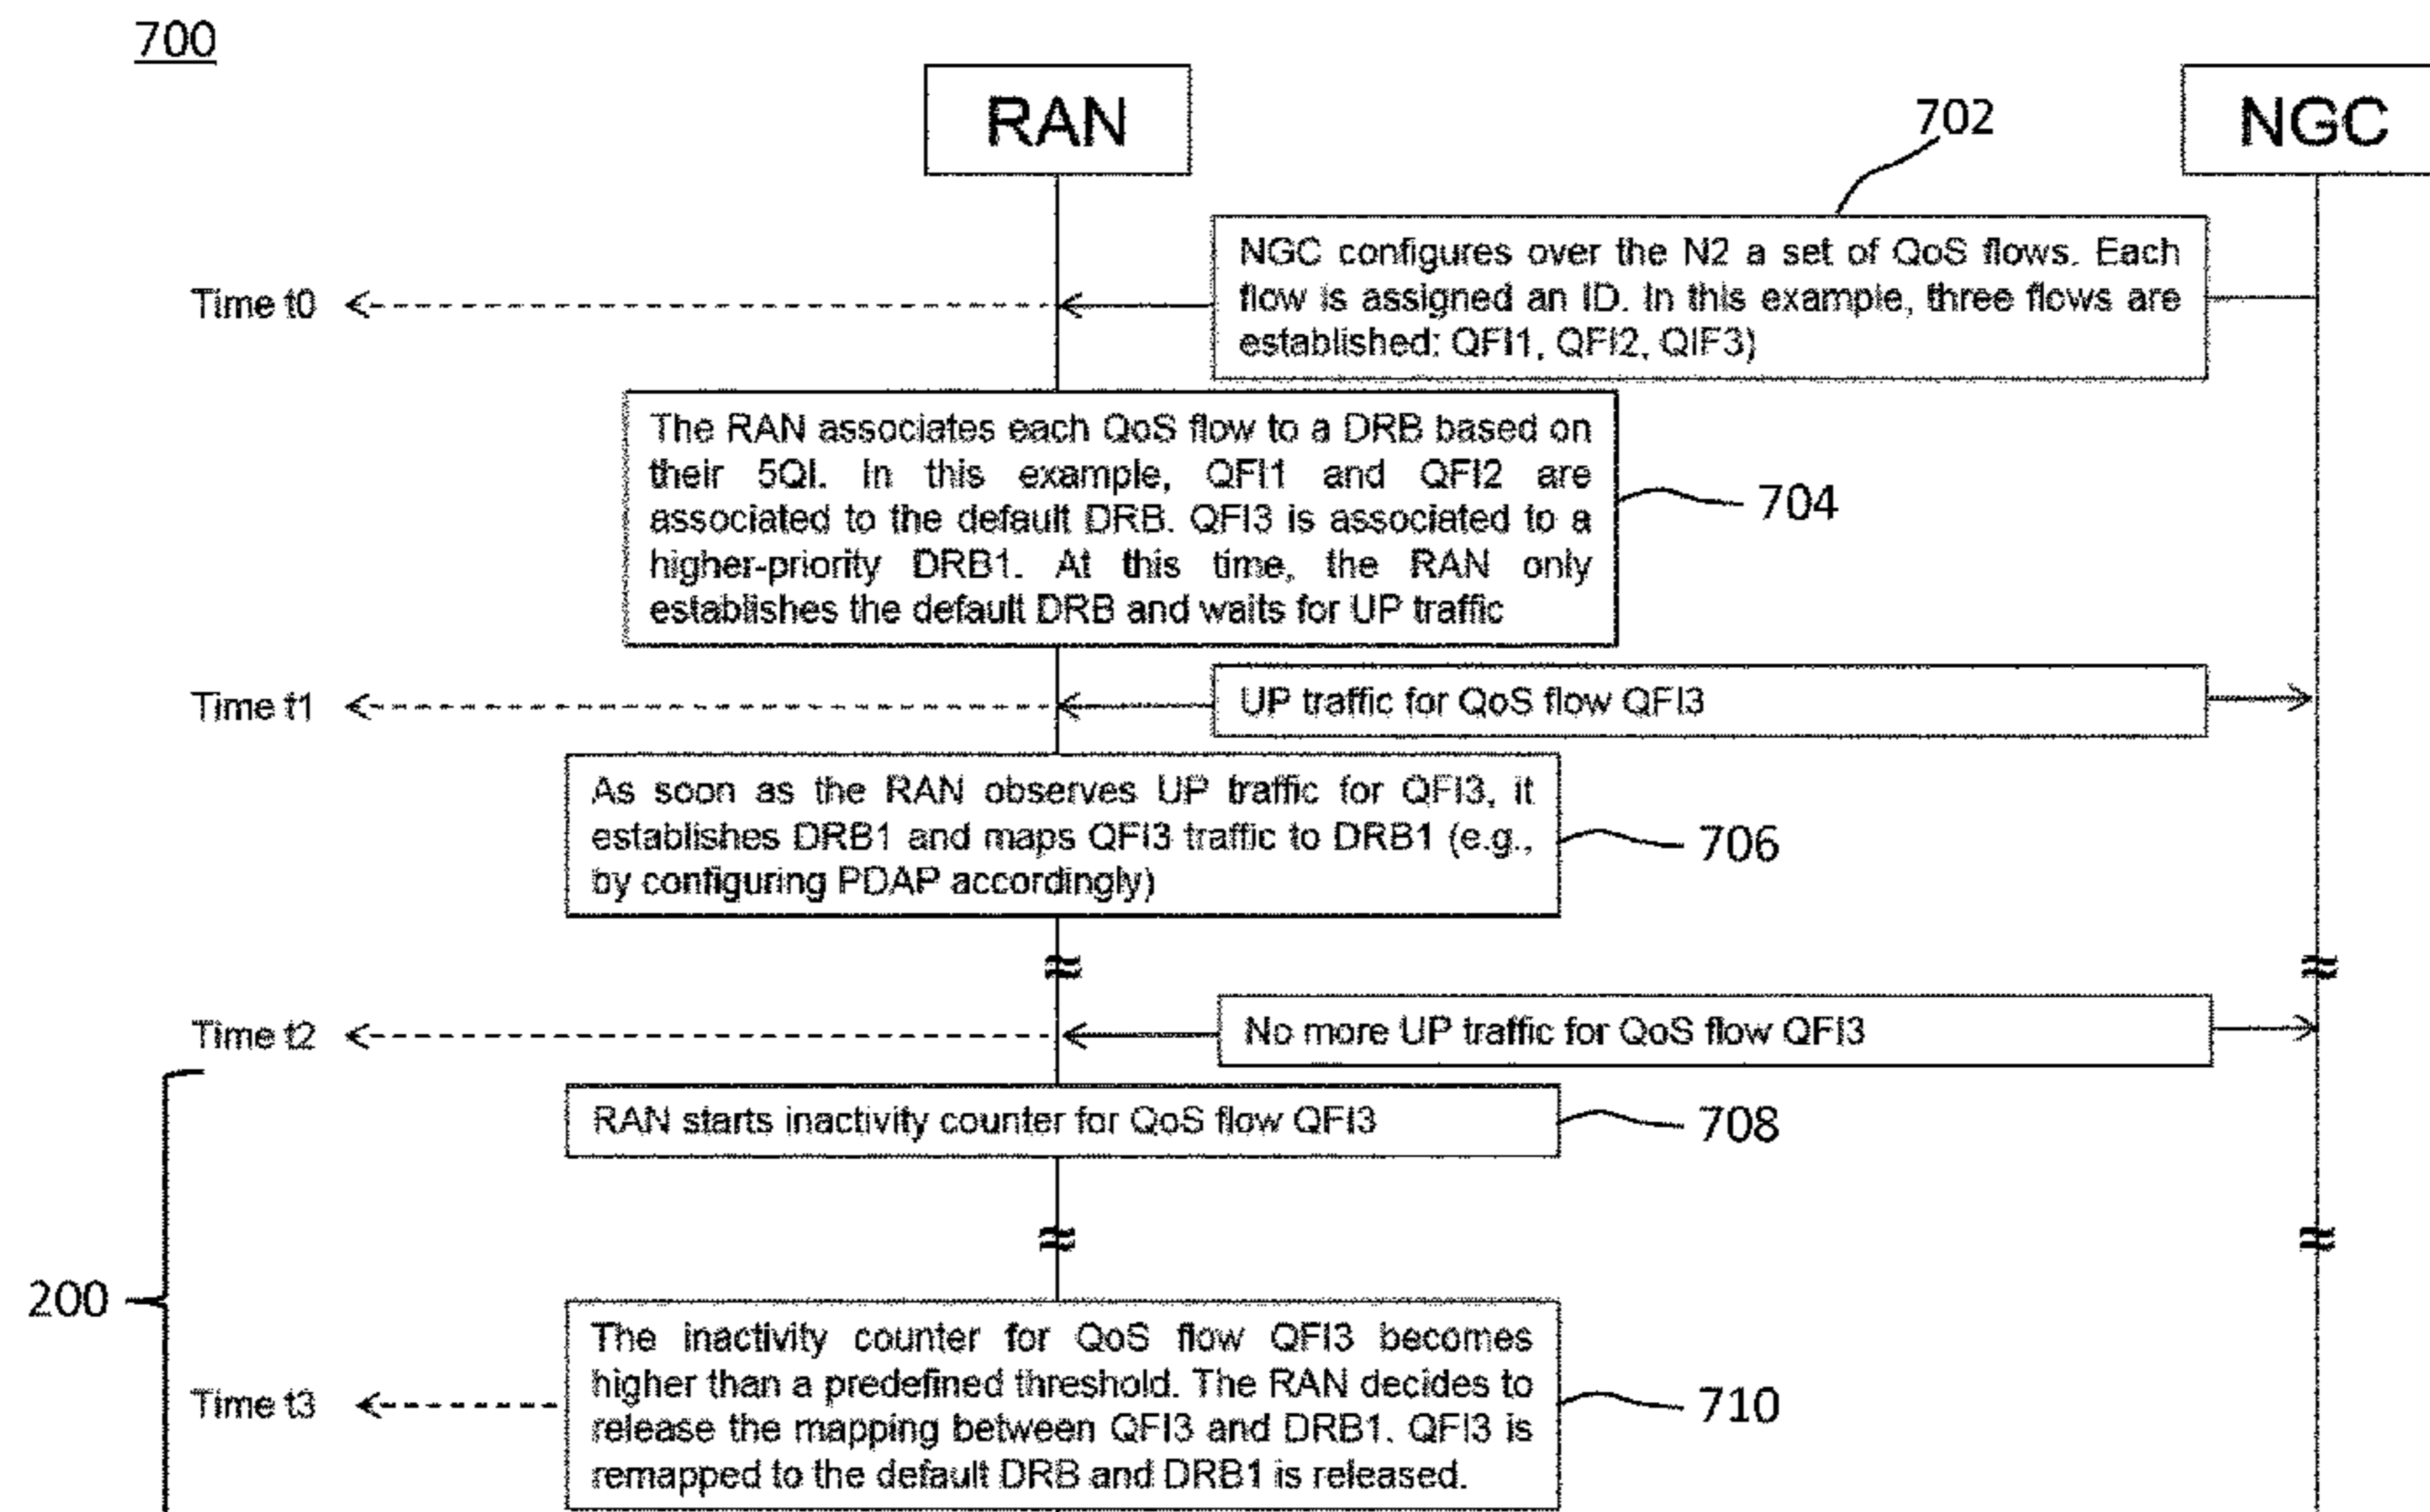 700
RAN
NGC
702
NGC configures over the N2 a set of QoS flows. Each
flow is assigned an ID. In this example, three flows are
established: QFI1, QFI2, QIF3)
Time t0
The RAN associates each QoS flow to a DRB based on
their 5QI. In this example, QFI1 and QFI2 are
associated to the default DRB. QFI3 is associated to a
higher-priority DRB1. At this time, the RAN only
establishes the default DRB and waits for UP traffic
704
Time t1
UP traffic for QoS flow QFI3
As soon as the RAN observes UP traffic for QFI3, it
establishes DRB1 and maps QFI3 traffic to DRB1 (e.g.,
by configuring PDAP accordingly)
706
Time t2
No more UP traffic for QoS flow QFI3
RAN starts inactivity counter for QoS flow QFI3
708
200
The inactivity counter for QoS flow QFI3 becomes
higher than a predefined threshold. The RAN decides to
release the mapping between QFI3 and DRB1. QFI3 is
remapped to the default DRB and DRB1 is released.
Time t3
710